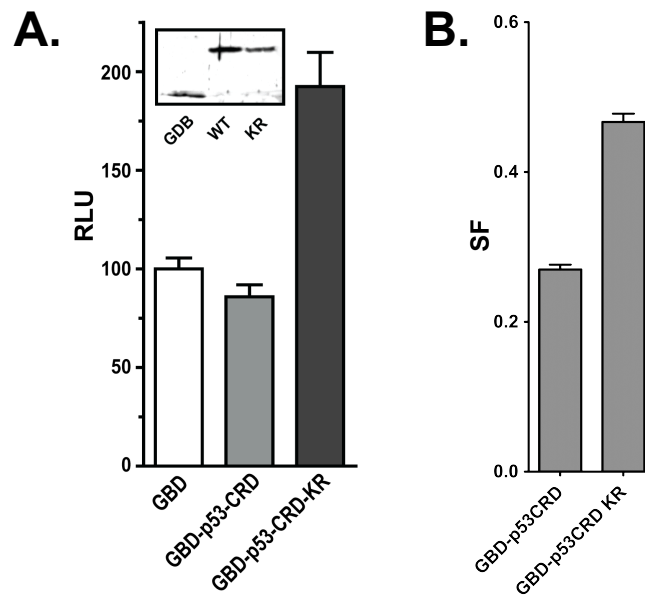 A.
RLU
200
150
100
50
0
GDB
WT
KR
GBD
GBD-p53-CRD
GBD-p53-CRD-KR
B.
SF
0.6
0.4
0.2
0.0
GBD-p53CRD
GBD-p53CRD KR